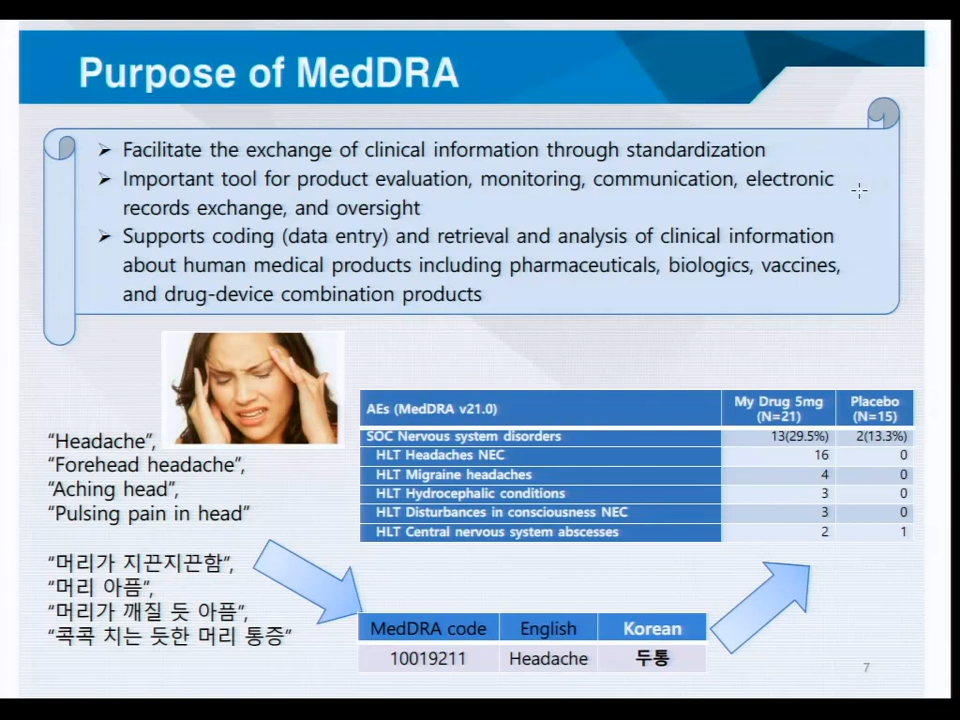 Purpose of MedDRA
➢ Facilitate the exchange of clinical information through standardization
➢ Important tool for product evaluation, monitoring, communication, electronic
records exchange, and oversight
➢ Supports coding (data entry) and retrieval and analysis of clinical information
about human medical products including pharmaceuticals, biologics, vaccines,
and drug-device combination products
“Headache”,
“Forehead headache”,
“Aching head”,
“Pulsing pain in head”
“머리가 지끈지끈함”,
“머리 아픔”,
“머리가 깨질 듯 아픔”,
“콕콕 치는 듯한 머리 통증”
AEs (MedDRA v21.0) My Drug 5mg (N=21) Placebo (N=15)
SOC Nervous system disorders 13(29.5%) 2(13.3%)
HLT Headaches NEC 16 0
HLT Migraine headaches 4 0
HLT Hydrocephalic conditions 3 0
HLT Disturbances in consciousness NEC 3 0
HLT Central nervous system abscesses 2 1
MedDRA code English Korean
10019211 Headache 두통
7